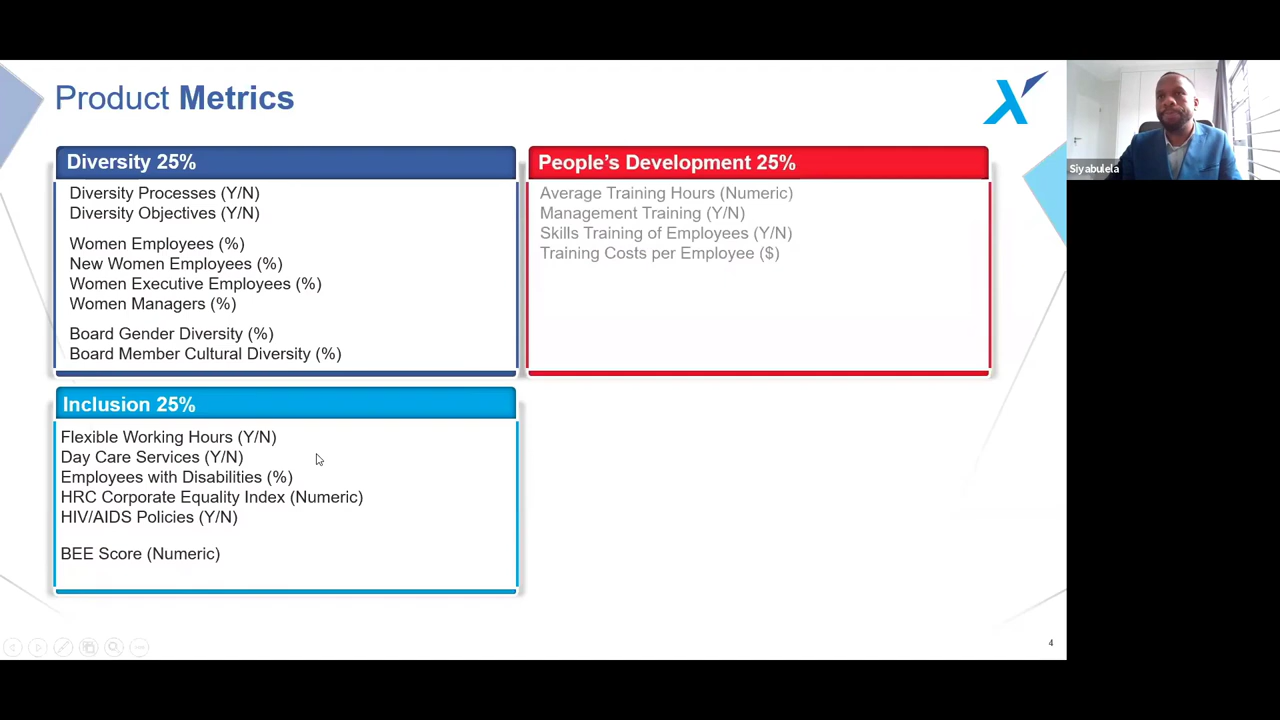 Product Metrics
Diversity 25%
Diversity Processes (Y/N)
Diversity Objectives (Y/N)
Women Employees (%)
New Women Employees (%)
Women Executive Employees (%)
Women Managers (%)
Board Gender Diversity (%)
Board Member Cultural Diversity (%)
People’s Development 25%
Average Training Hours (Numeric)
Management Training (Y/N)
Skills Training of Employees (Y/N)
Training Costs per Employee ($)
Inclusion 25%
Flexible Working Hours (Y/N)
Day Care Services (Y/N)
Employees with Disabilities (%)
HRC Corporate Equality Index (Numeric)
HIV/AIDS Policies (Y/N)
BEE Score (Numeric)
4
Siyabulela